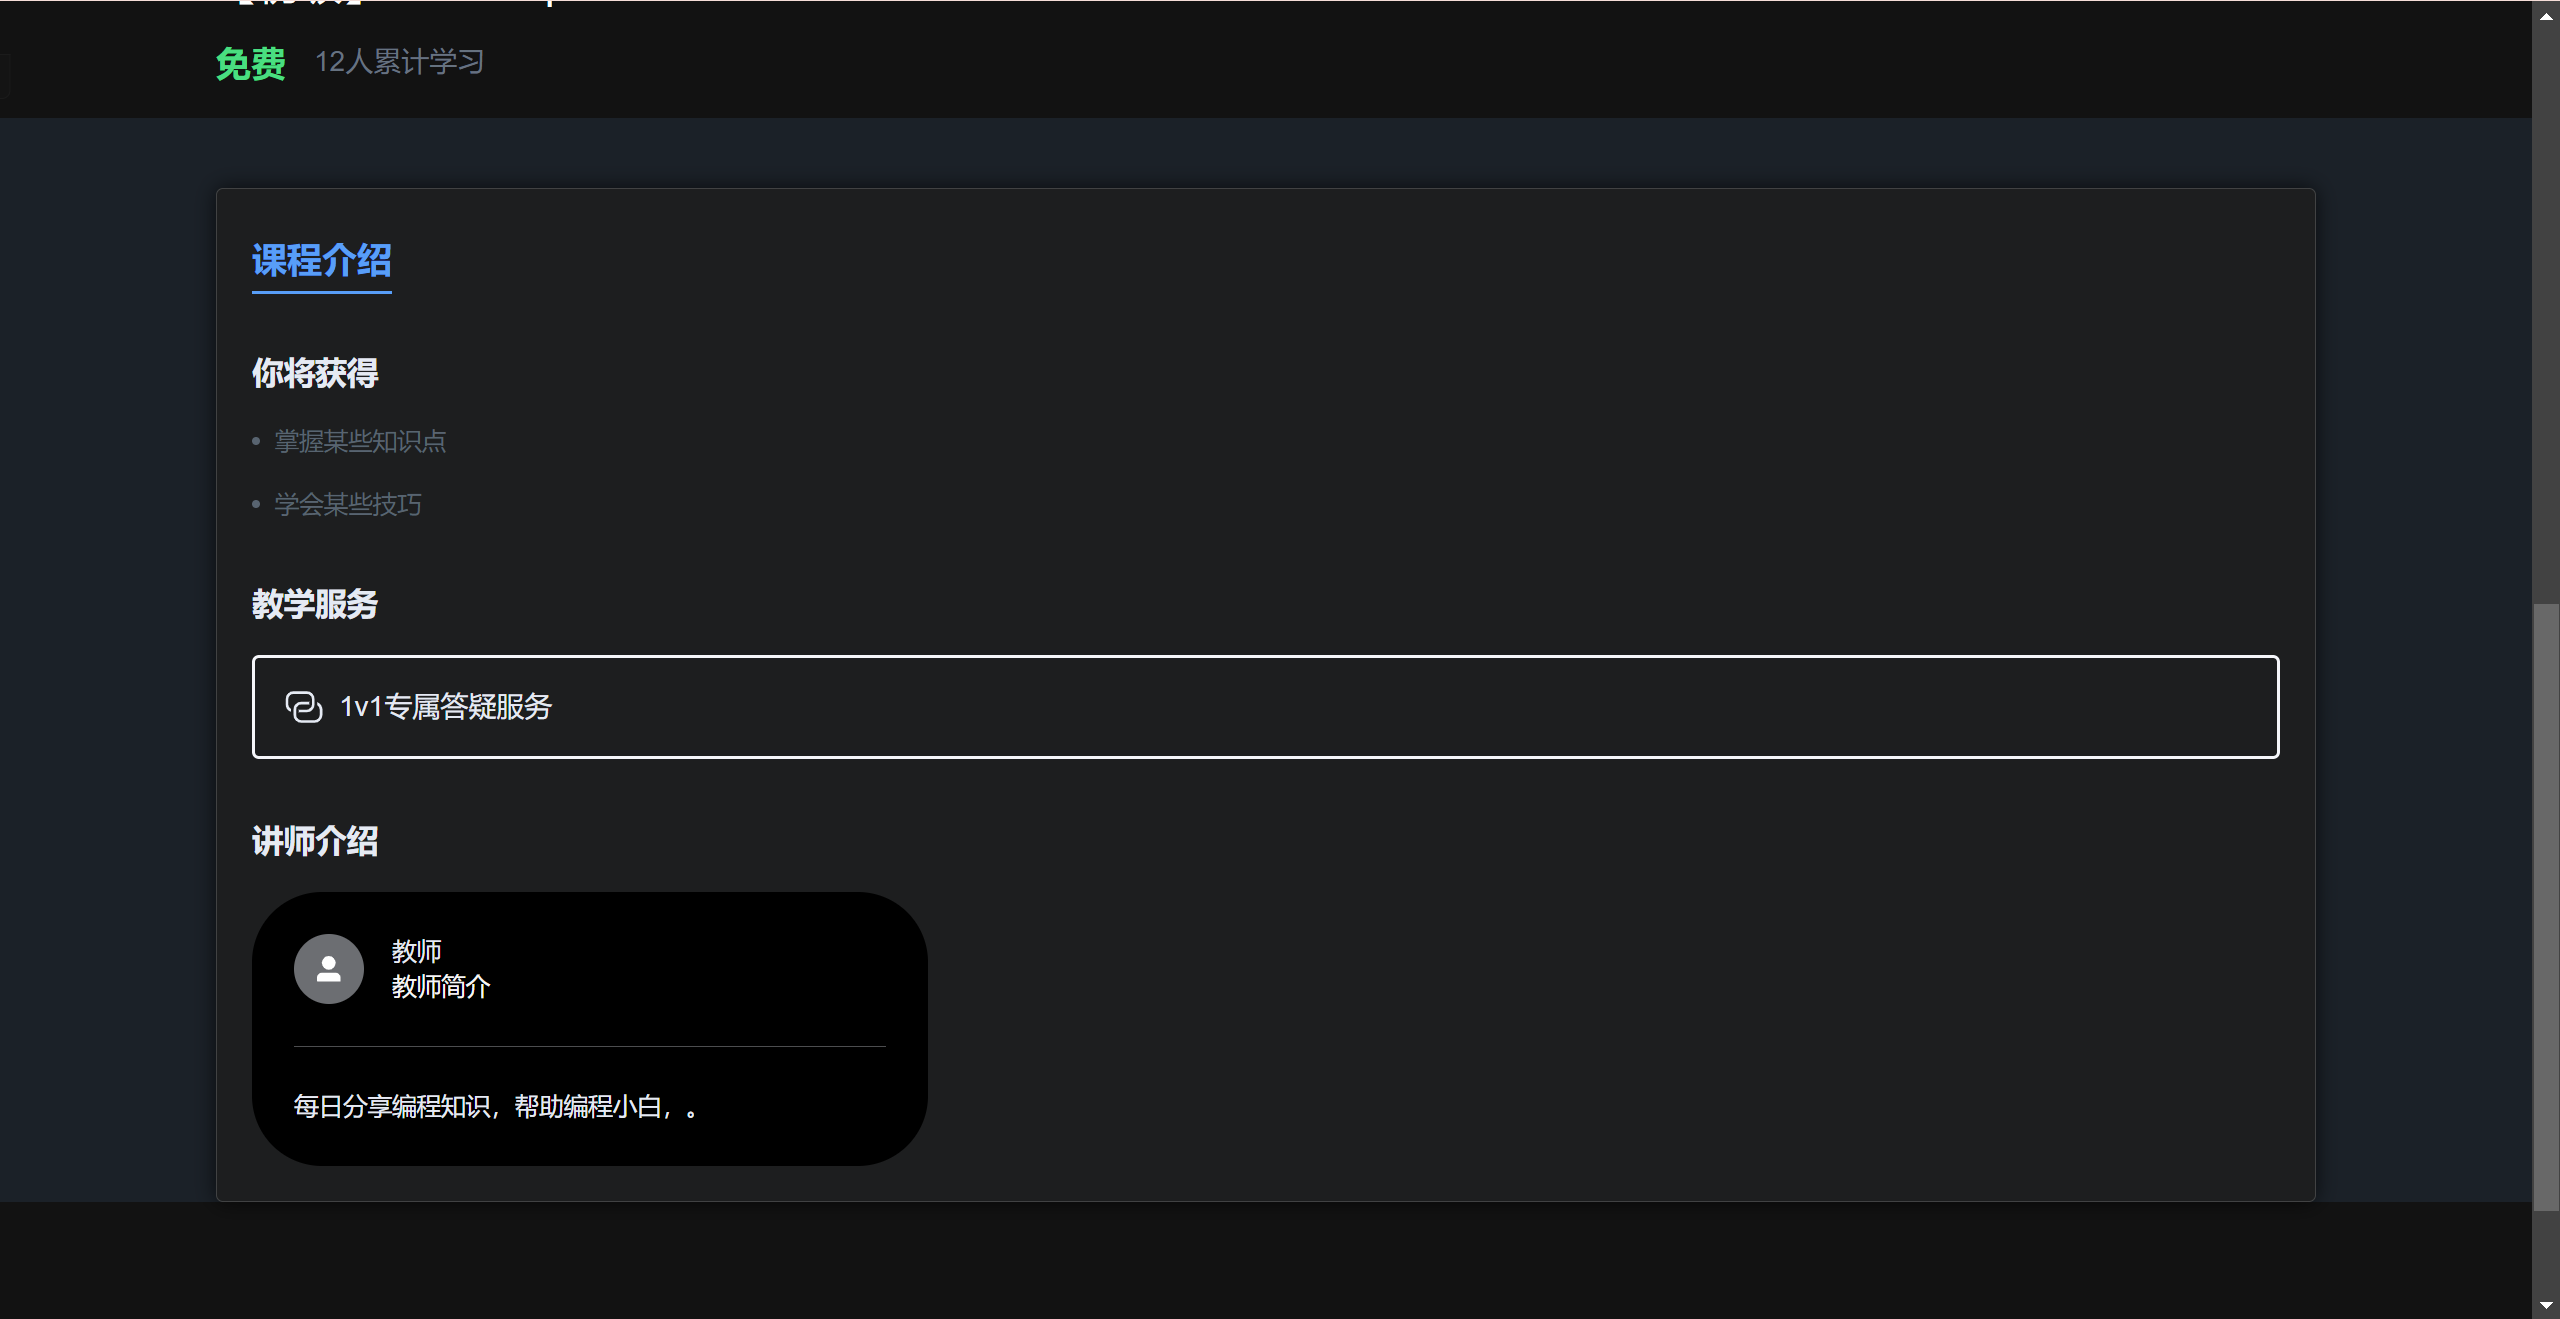 免费 12人累计学习
课程介绍
你将获得
• 掌握某些知识点
• 学会某些技巧
教学服务
1v1专属答疑服务
讲师介绍
教师
教师简介
每日分享编程知识，帮助编程小白，。